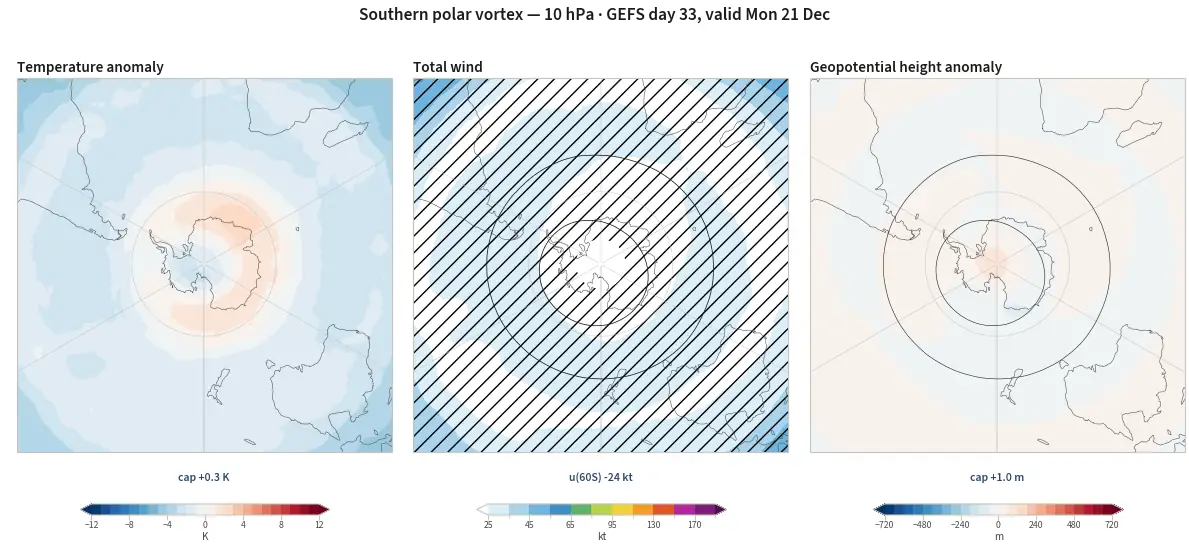 Southern polar vortex — 10 hPa · GEFS day 33, valid Mon 21 Dec
Temperature anomaly
Total wind
Geopotential height anomaly
cap +0.3 K
u(60S) -24 kt
cap +1.0 m
−12 −8 −4 0 4 8 12
K
25 45 65 95 130 170
kt
−720 −480 −240 0 240 480 720
m